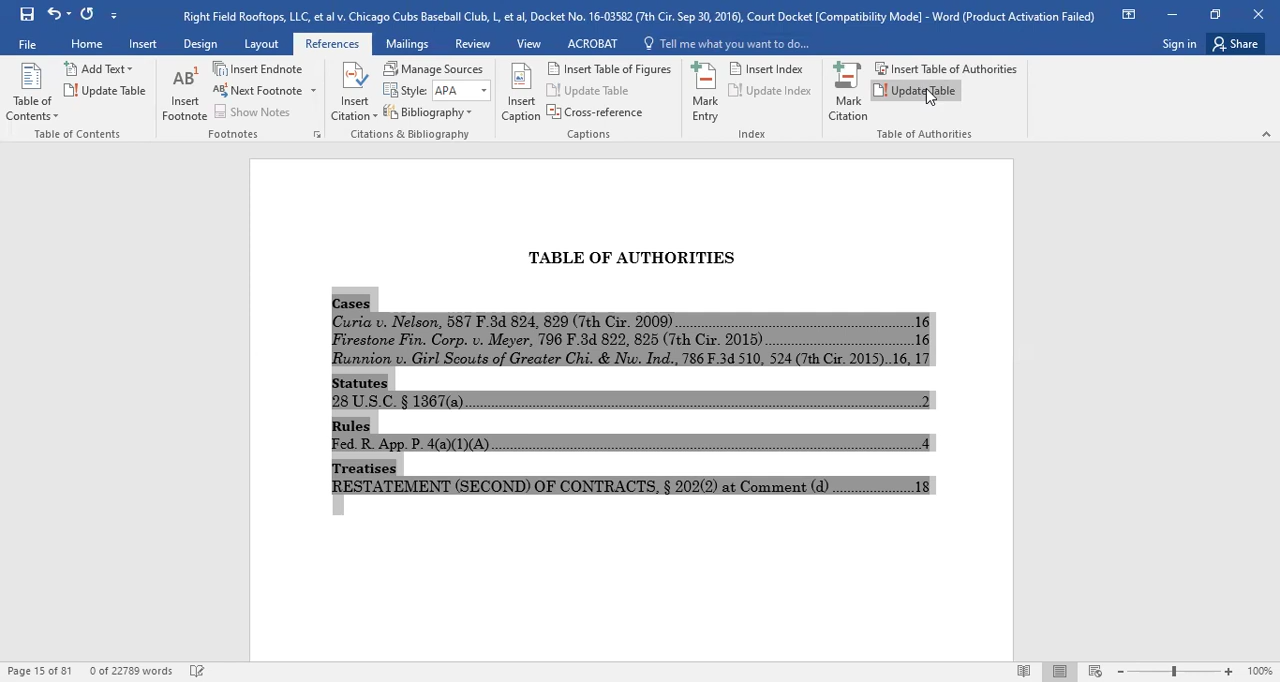 Right Field Rooftops, LLC, et al v. Chicago Cubs Baseball Club, L, et al, Docket No. 16-03582 (7th Cir. Sep 30, 2016), Court Docket [Compatibility Mode] - Word (Product Activation Failed)
File Home Insert Design Layout References Mailings Review View ACROBAT Tell me what you want to do... Sign in Share
Table of Contents
Add Text
Update Table
Table of Contents
AB1
Insert Footnote
Insert Endnote
Next Footnote
Show Notes
Footnotes
Insert Citation
Manage Sources
Style: APA
Bibliography
Citations & Bibliography
Insert Caption
Insert Table of Figures
Update Table
Cross-reference
Captions
Mark Entry
Insert Index
Update Index
Index
Mark Citation
Insert Table of Authorities
Update Table
Table of Authorities
TABLE OF AUTHORITIES
Cases
Curia v. Nelson, 587 F.3d 824, 829 (7th Cir. 2009)....................16
Firestone Fin. Corp. v. Meyer, 796 F.3d 822, 825 (7th Cir. 2015)....................16
Runnion v. Girl Scouts of Greater Chi. & Nw. Ind., 786 F.3d 510, 524 (7th Cir. 2015)..16, 17
Statutes
28 U.S.C. § 1367(a)....................2
Rules
Fed. R. App. P. 4(a)(1)(A)....................4
Treatises
RESTATEMENT (SECOND) OF CONTRACTS, § 202(2) at Comment (d) ....................18
Page 15 of 81 0 of 22789 words 100%